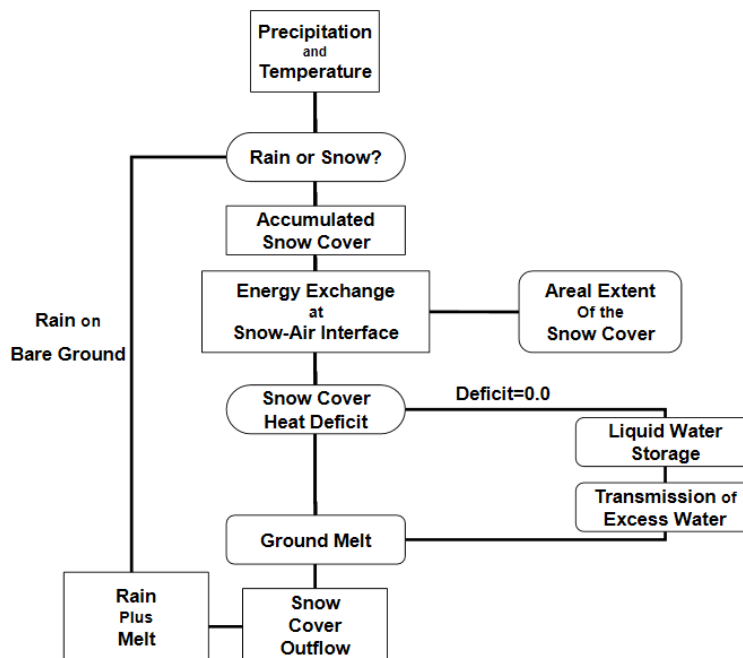 Precipitation
and
Temperature
Rain or Snow?
Accumulated
Snow Cover
Energy Exchange
at
Snow-Air Interface
Areal Extent
Of the
Snow Cover
Rain on
Bare Ground
Snow Cover
Heat Deficit
Deficit=0.0
Liquid Water
Storage
Transmission of
Excess Water
Ground Melt
Rain
Plus
Melt
Snow
Cover
Outflow